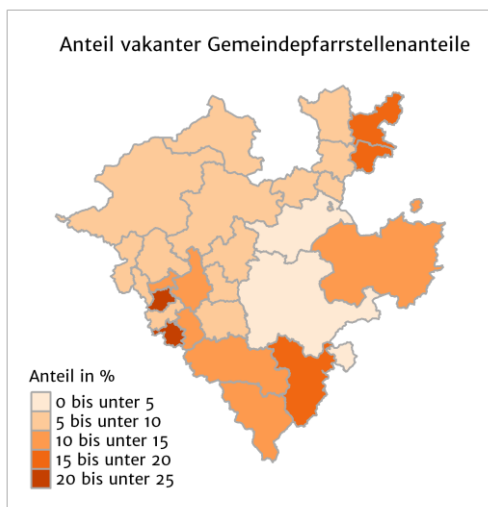 Anteil vakanter Gemeindepfarrstellenanteile
Anteil in %
0 bis unter 5
5 bis unter 10
10 bis unter 15
15 bis unter 20
20 bis unter 25